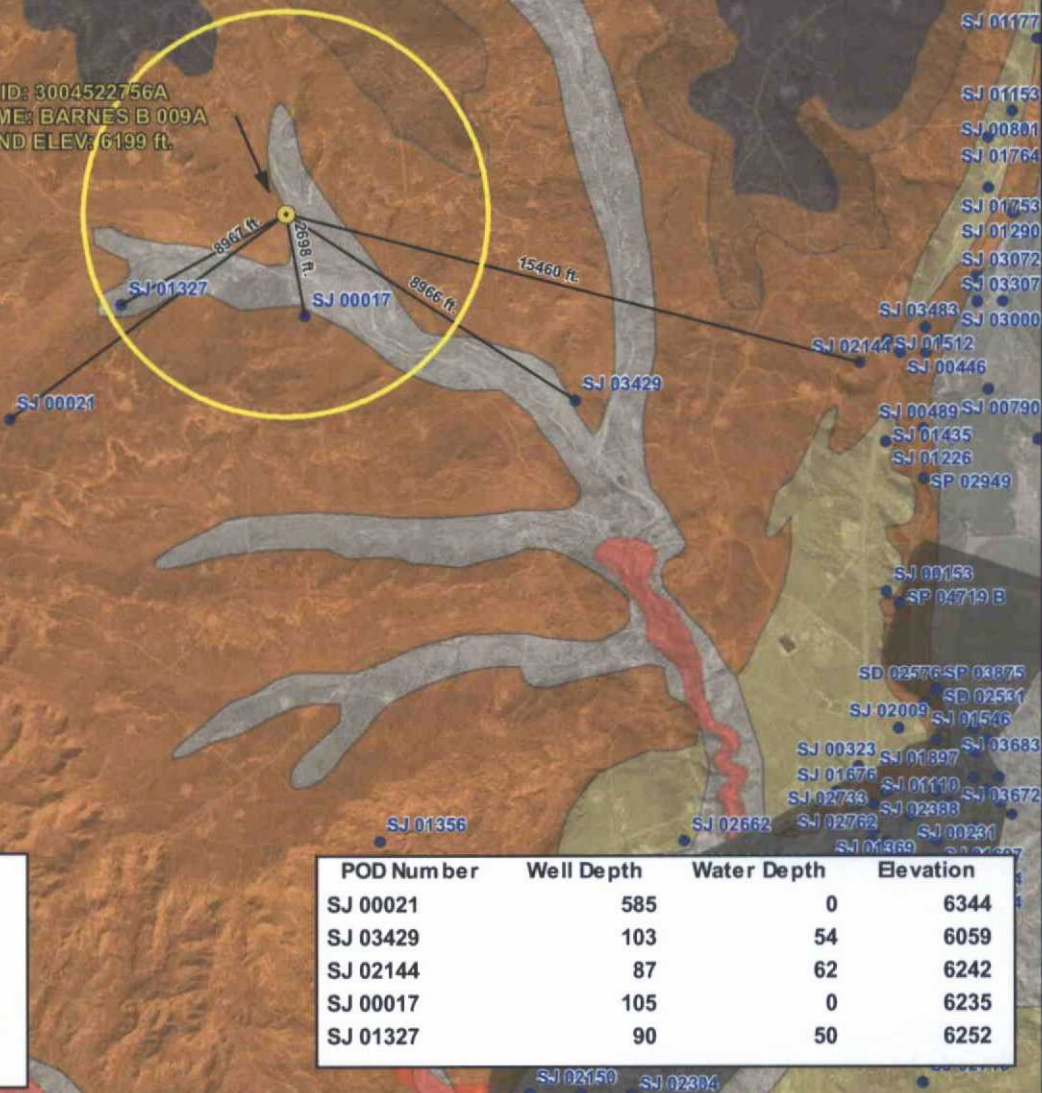 SJ 01177
ID: 3004522756A
ME: BARNES B 009A
ND ELEV: 6199 ft.
SJ 01153
SJ 00801
SJ 01764
SJ 01753
SJ 01290
8967 ft.
2698 ft.
15460 ft.
SJ 03072
SJ 01327
SJ 00017
8966 ft.
SJ 03307
SJ 03483
SJ 03000
SJ 02144
SJ 01512
SJ 00446
SJ 03429
SJ 00021
SJ 00489
SJ 00790
SJ 01435
SJ 01226
SP 02949
SJ 00153
SP 04719 B
SD 02576
SP 03875
SD 02531
SJ 02009
SJ 01546
SJ 00323
SJ 01897
SJ 03683
SJ 01676
SJ 01110
SJ 02733
SJ 03672
SJ 02388
SJ 01356
SJ 02662
SJ 02762
SJ 00231
SJ 01369
POD Number Well Depth Water Depth Elevation
SJ 00021 585 0 6344
SJ 03429 103 54 6059
SJ 02144 87 62 6242
SJ 00017 105 0 6235
SJ 01327 90 50 6252
SJ 02150
SJ 02304